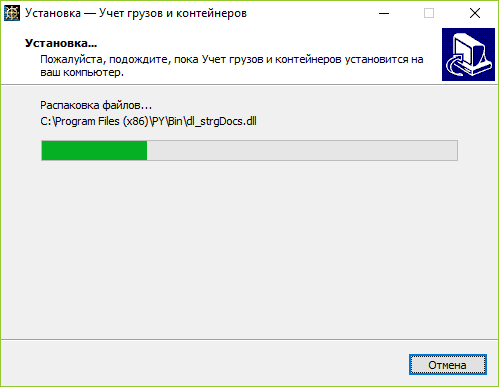 Установка — Учет грузов и контейнеров
Установка...
Пожалуйста, подождите, пока Учет грузов и контейнеров установится на
ваш компьютер.
Распаковка файлов...
C:\Program Files (x86)\PY\Bin\dl_strgDocs.dll
Отмена